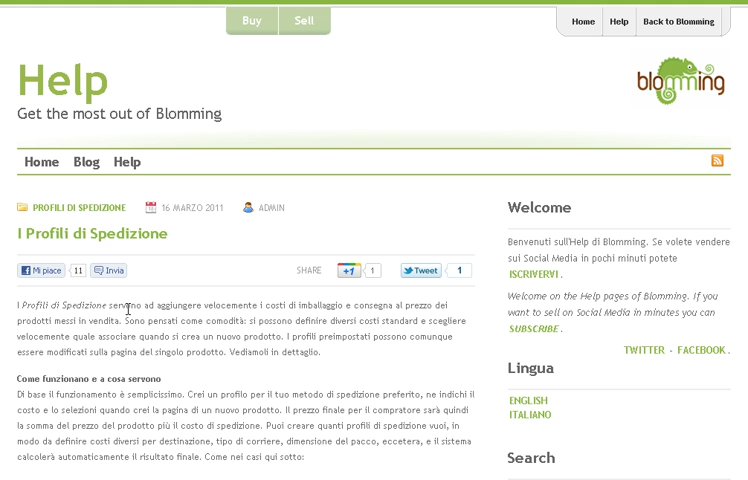 Buy Sell
Home Help Back to Blomming
Help
Get the most out of Blomming
blomming
Home Blog Help
PROFILI DI SPEDIZIONE 16 MARZO 2011 ADMIN
I Profili di Spedizione
Mi piace 11 Invia SHARE +1 1 Tweet 1
I Profili di Spedizione servono ad aggiungere velocemente i costi di imballaggio e consegna al prezzo dei
prodotti messi in vendita. Sono pensati come comodità: si possono definire diversi costi standard e scegliere
velocemente quale associare quando si crea un nuovo prodotto. I profili preimpostati possono comunque
essere modificati sulla pagina del singolo prodotto. Vediamoli in dettaglio.
Come funzionano e a cosa servono
Di base il funzionamento è semplicissimo. Crei un profilo per il tuo metodo di spedizione preferito, ne indichi il
costo e lo selezioni quando crei la pagina di un nuovo prodotto. Il prezzo finale per il compratore sarà quindi
la somma del prezzo del prodotto più il costo di spedizione. Puoi creare quanti profili di spedizione vuoi, in
modo da definire costi diversi per destinazione, tipo di corriere, dimensione del pacco, eccetera, e il sistema
calcolerà automaticamente il risultato finale. Come nei casi qui sotto:
Welcome
Benvenuti sull'Help di Blomming. Se volete vendere
sui Social Media in pochi minuti potete
ISCRIVERVI.
Welcome on the Help pages of Blomming. If you
want to sell on Social Media in minutes you can
SUBSCRIBE.
TWITTER - FACEBOOK.
Lingua
ENGLISH
ITALIANO
Search